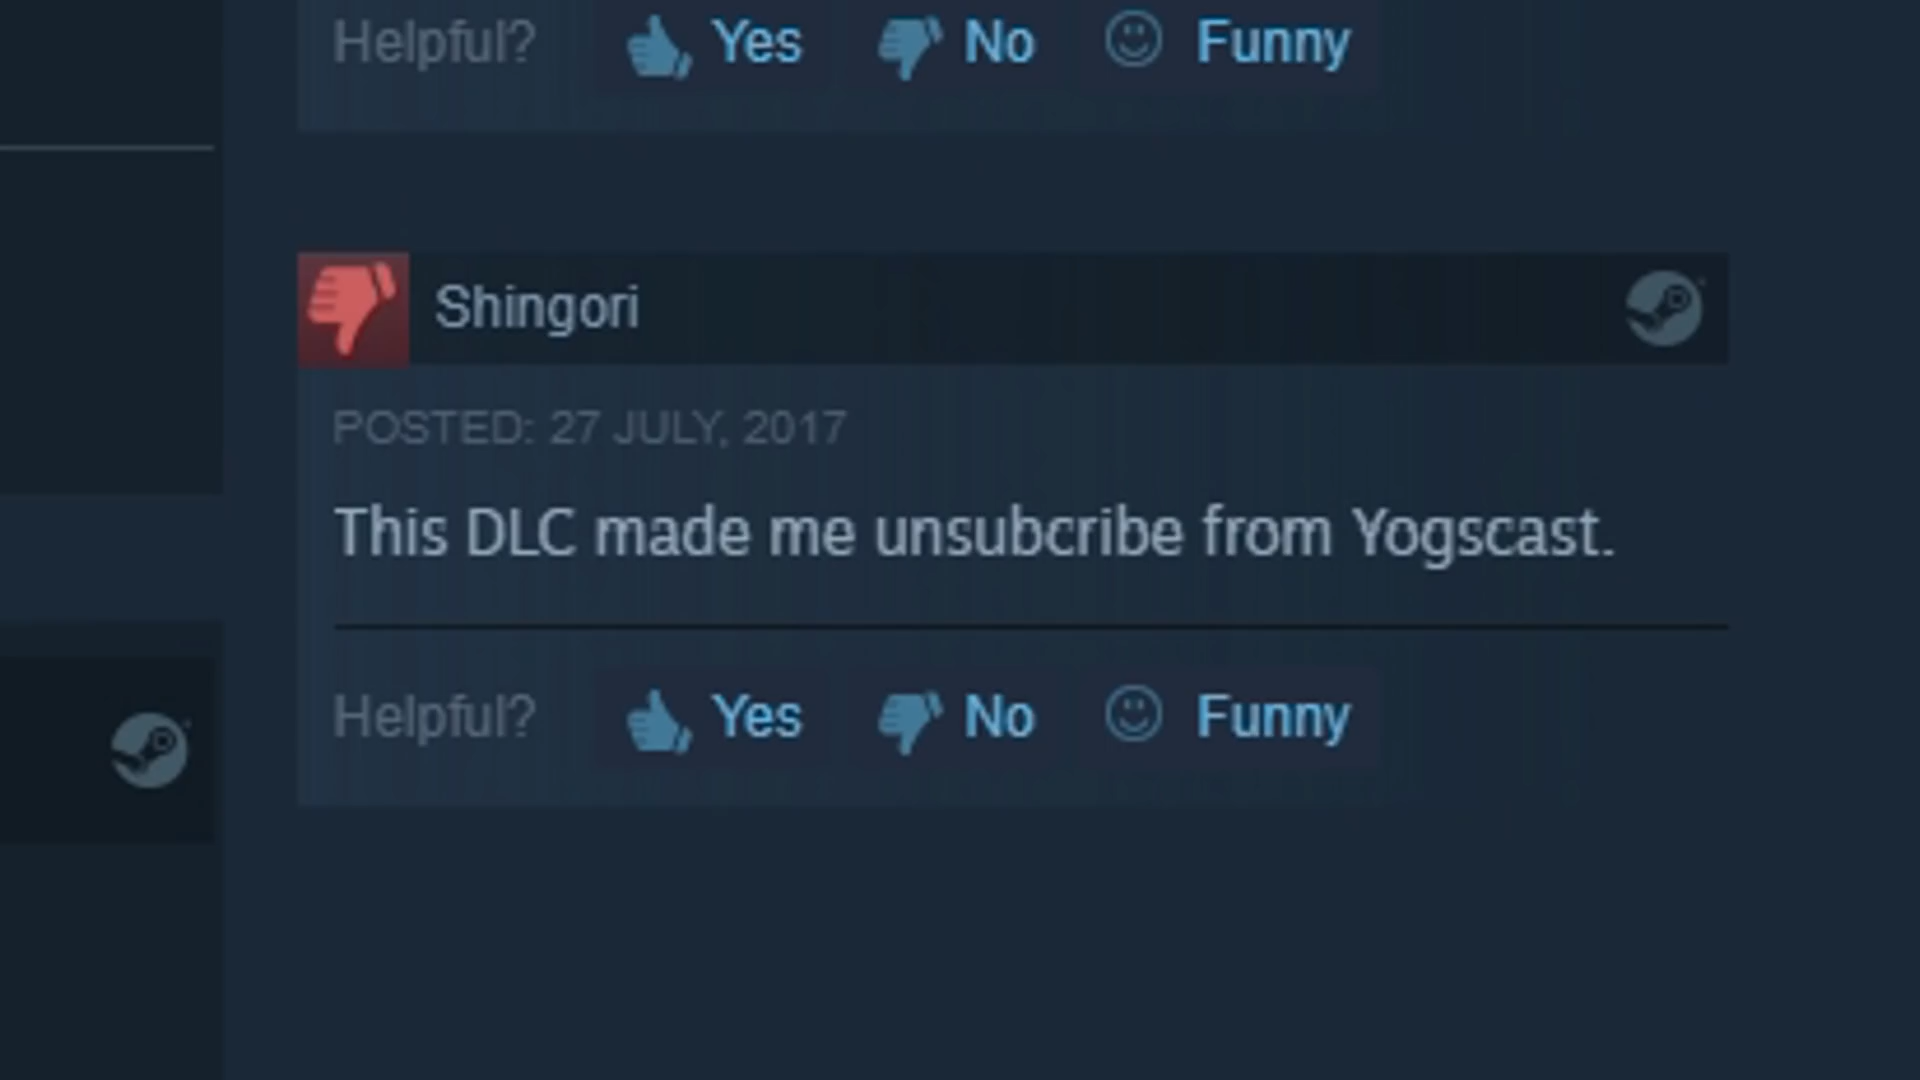 Helpful? Yes No Funny
Shingori
POSTED: 27 JULY, 2017
This DLC made me unsubcribe from Yogscast.
Helpful? Yes No Funny